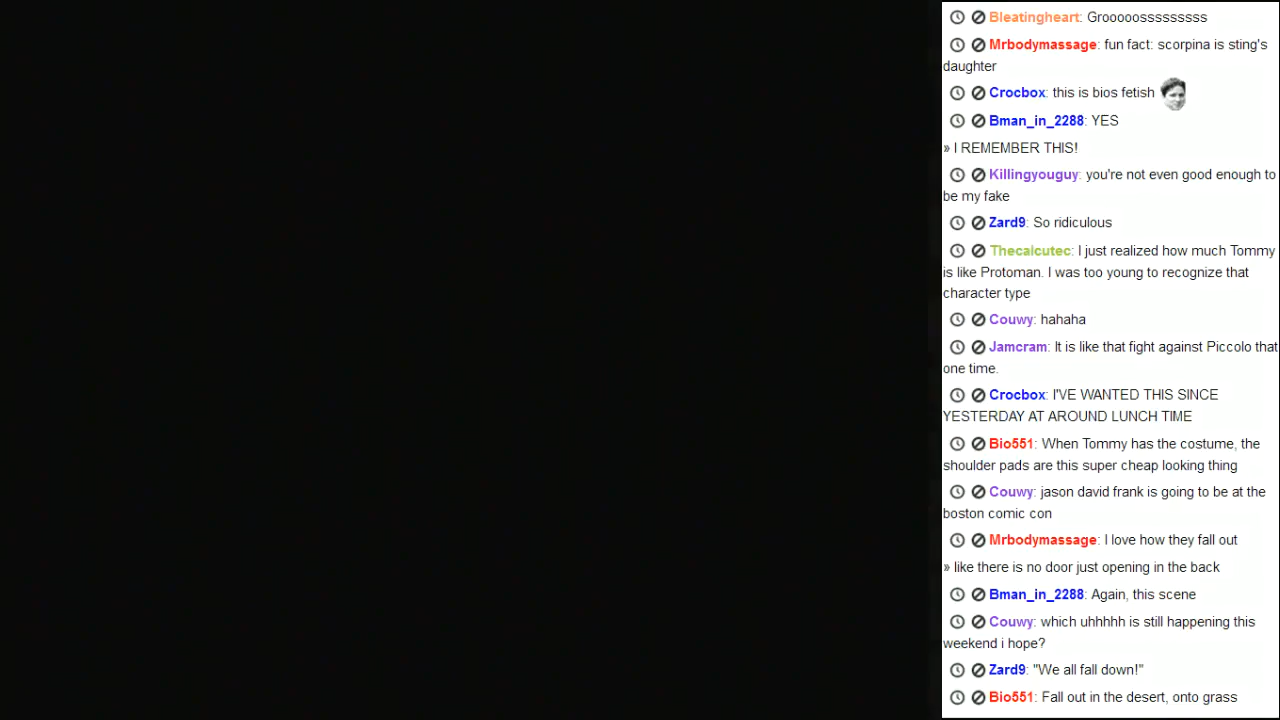 Bleatingheart: Grooooosssssssss
Mrbodymassage: fun fact: scorpina is sting's
daughter
Crocbox: this is bios fetish
Bman_in_2288: YES
» I REMEMBER THIS!
Killingyouguy: you're not even good enough to
be my fake
Zard9: So ridiculous
Thecalcutec: I just realized how much Tommy
is like Protoman. I was too young to recognize that
character type
Couwy: hahaha
Jamcram: It is like that fight against Piccolo that
one time.
Crocbox: I'VE WANTED THIS SINCE
YESTERDAY AT AROUND LUNCH TIME
Bio551: When Tommy has the costume, the
shoulder pads are this super cheap looking thing
Couwy: jason david frank is going to be at the
boston comic con
Mrbodymassage: I love how they fall out
» like there is no door just opening in the back
Bman_in_2288: Again, this scene
Couwy: which uhhhhh is still happening this
weekend i hope?
Zard9: "We all fall down!"
Bio551: Fall out in the desert, onto grass